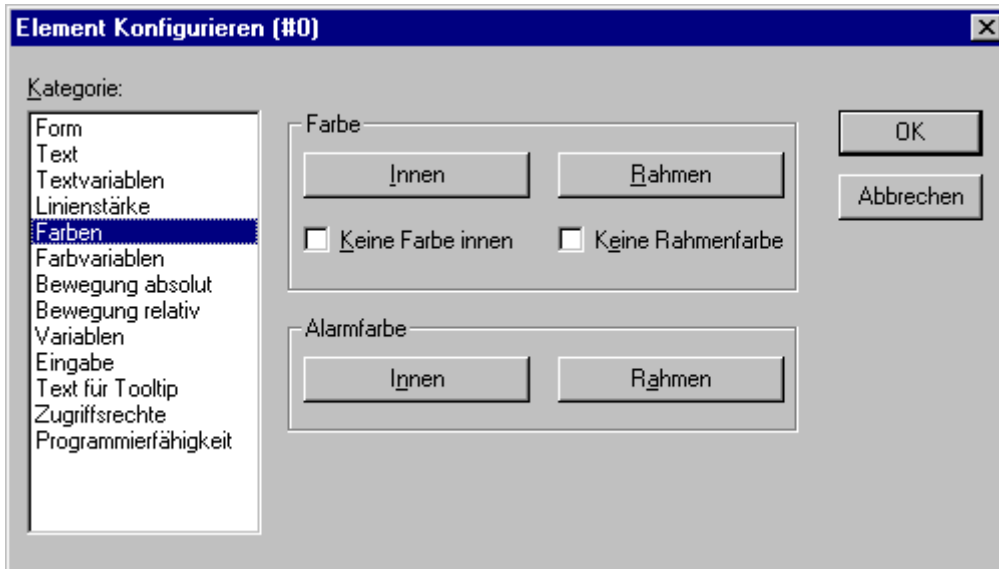 Element Konfigurieren (#0)
Kategorie:
Form
Text
Textvariablen
Linienstärke
Farben
Farbvariablen
Bewegung absolut
Bewegung relativ
Variablen
Eingabe
Text für Tooltip
Zugriffsrechte
Programmierfähigkeit
Farbe
Innen Rahmen
Keine Farbe innen Keine Rahmenfarbe
Alarmfarbe
Innen Rahmen
OK
Abbrechen